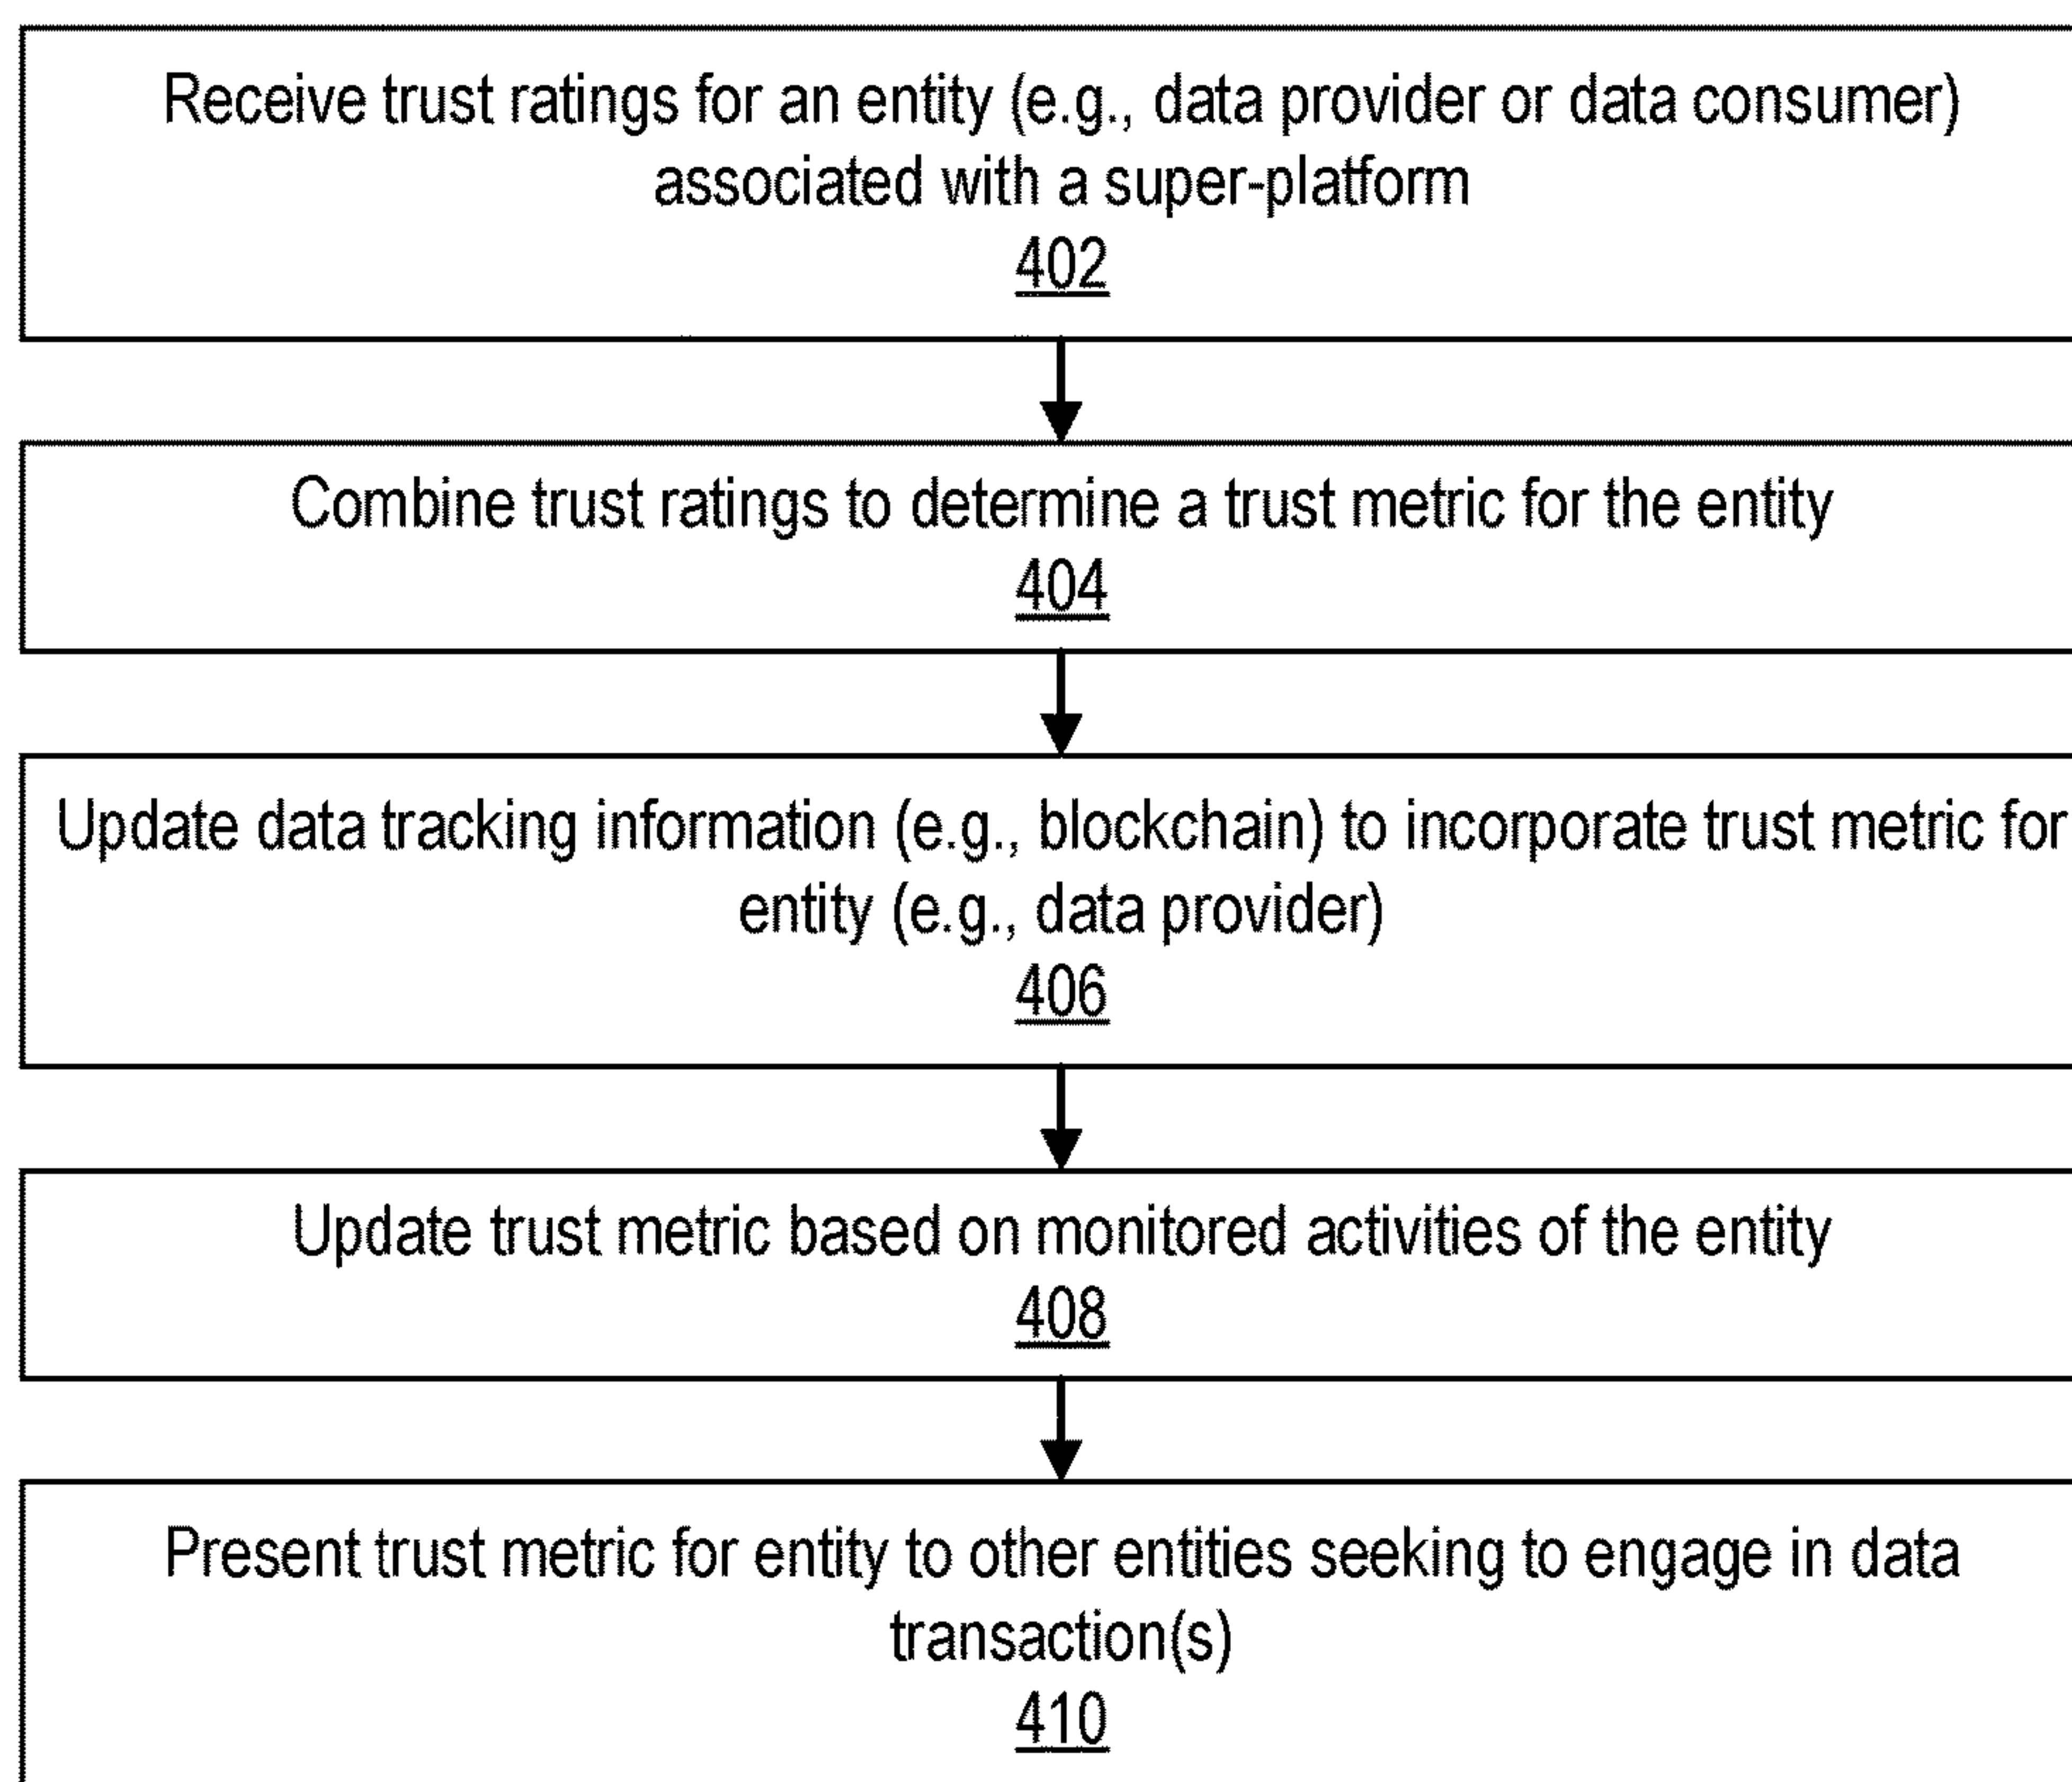 Receive trust ratings for an entity (e.g., data provider or data consumer)
associated with a super-platform
402
Combine trust ratings to determine a trust metric for the entity
404
Update data tracking information (e.g., blockchain) to incorporate trust metric for
entity (e.g., data provider)
406
Update trust metric based on monitored activities of the entity
408
Present trust metric for entity to other entities seeking to engage in data
transaction(s)
410